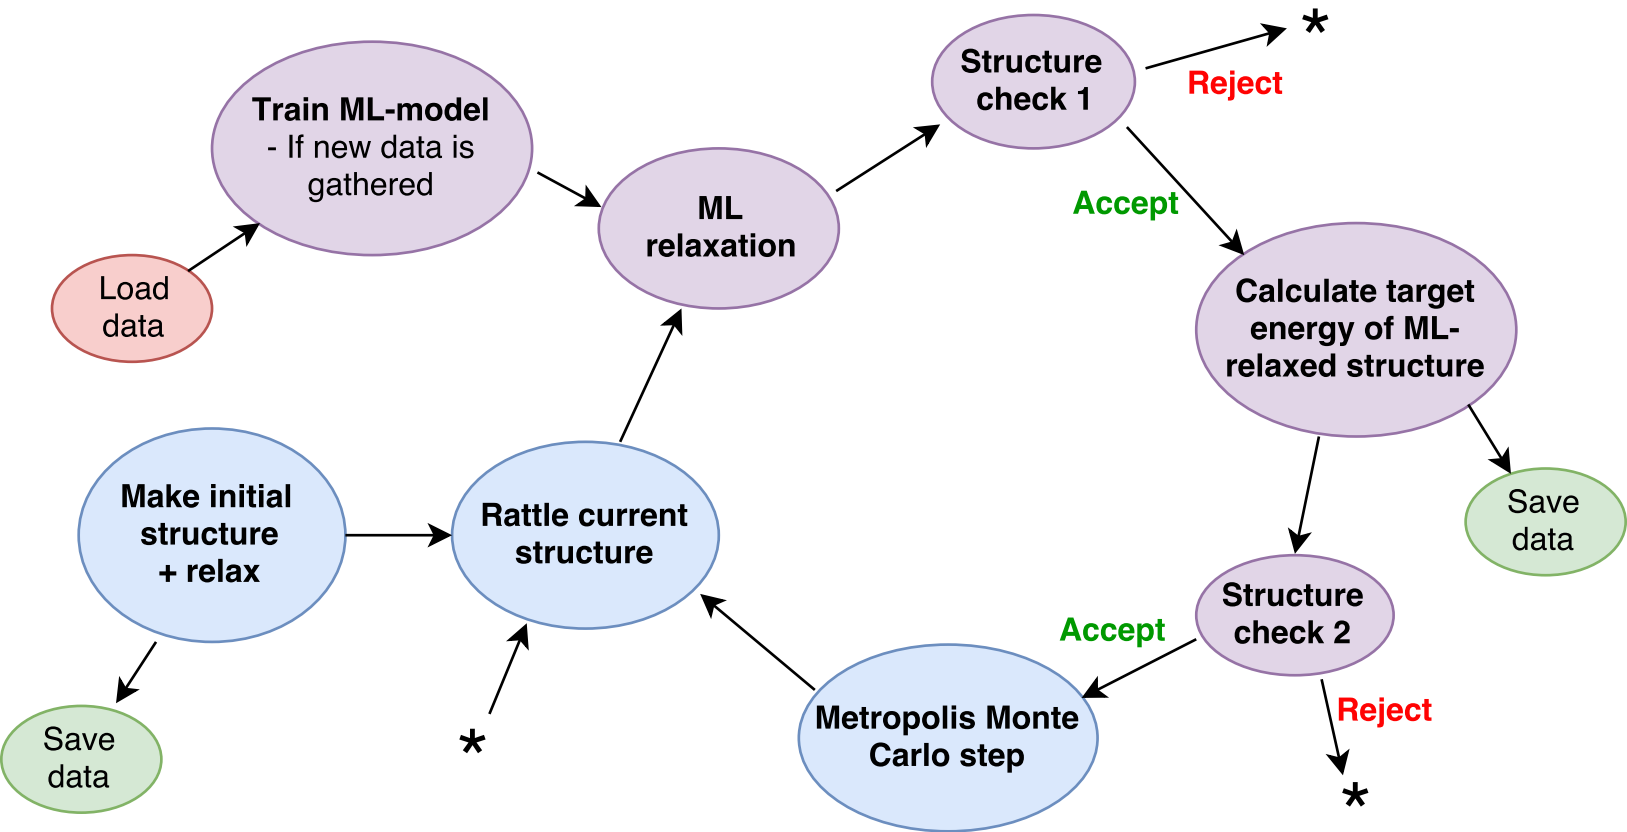 Train ML-model
- If new data is
gathered
Load
data
ML
relaxation
Structure
check 1
Reject
*
Accept
Calculate target
energy of ML-
relaxed structure
Save
data
Make initial
structure
+ relax
Rattle current
structure
Structure
check 2
Accept
Reject
*
Metropolis Monte
Carlo step
*
Save
data